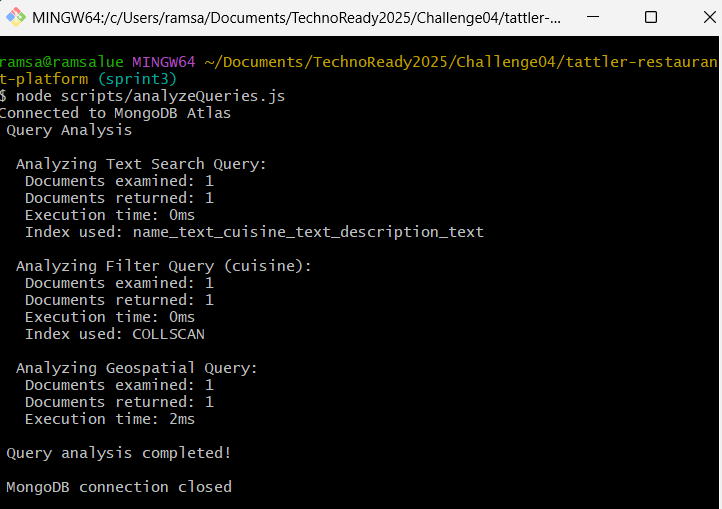 MINGW64:/c/Users/ramsa/Documents/TechnoReady2025/Challenge04/tattler-...
ramsa@ramsalue MINGW64 ~/Documents/TechnoReady2025/Challenge04/tattler-restauran
t-platform (sprint3)
$ node scripts/analyzeQueries.js
Connected to MongoDB Atlas
Query Analysis
Analyzing Text Search Query:
Documents examined: 1
Documents returned: 1
Execution time: 0ms
Index used: name_text_cuisine_text_description_text
Analyzing Filter Query (cuisine):
Documents examined: 1
Documents returned: 1
Execution time: 0ms
Index used: COLLSCAN
Analyzing Geospatial Query:
Documents examined: 1
Documents returned: 1
Execution time: 2ms
Query analysis completed!
MongoDB connection closed